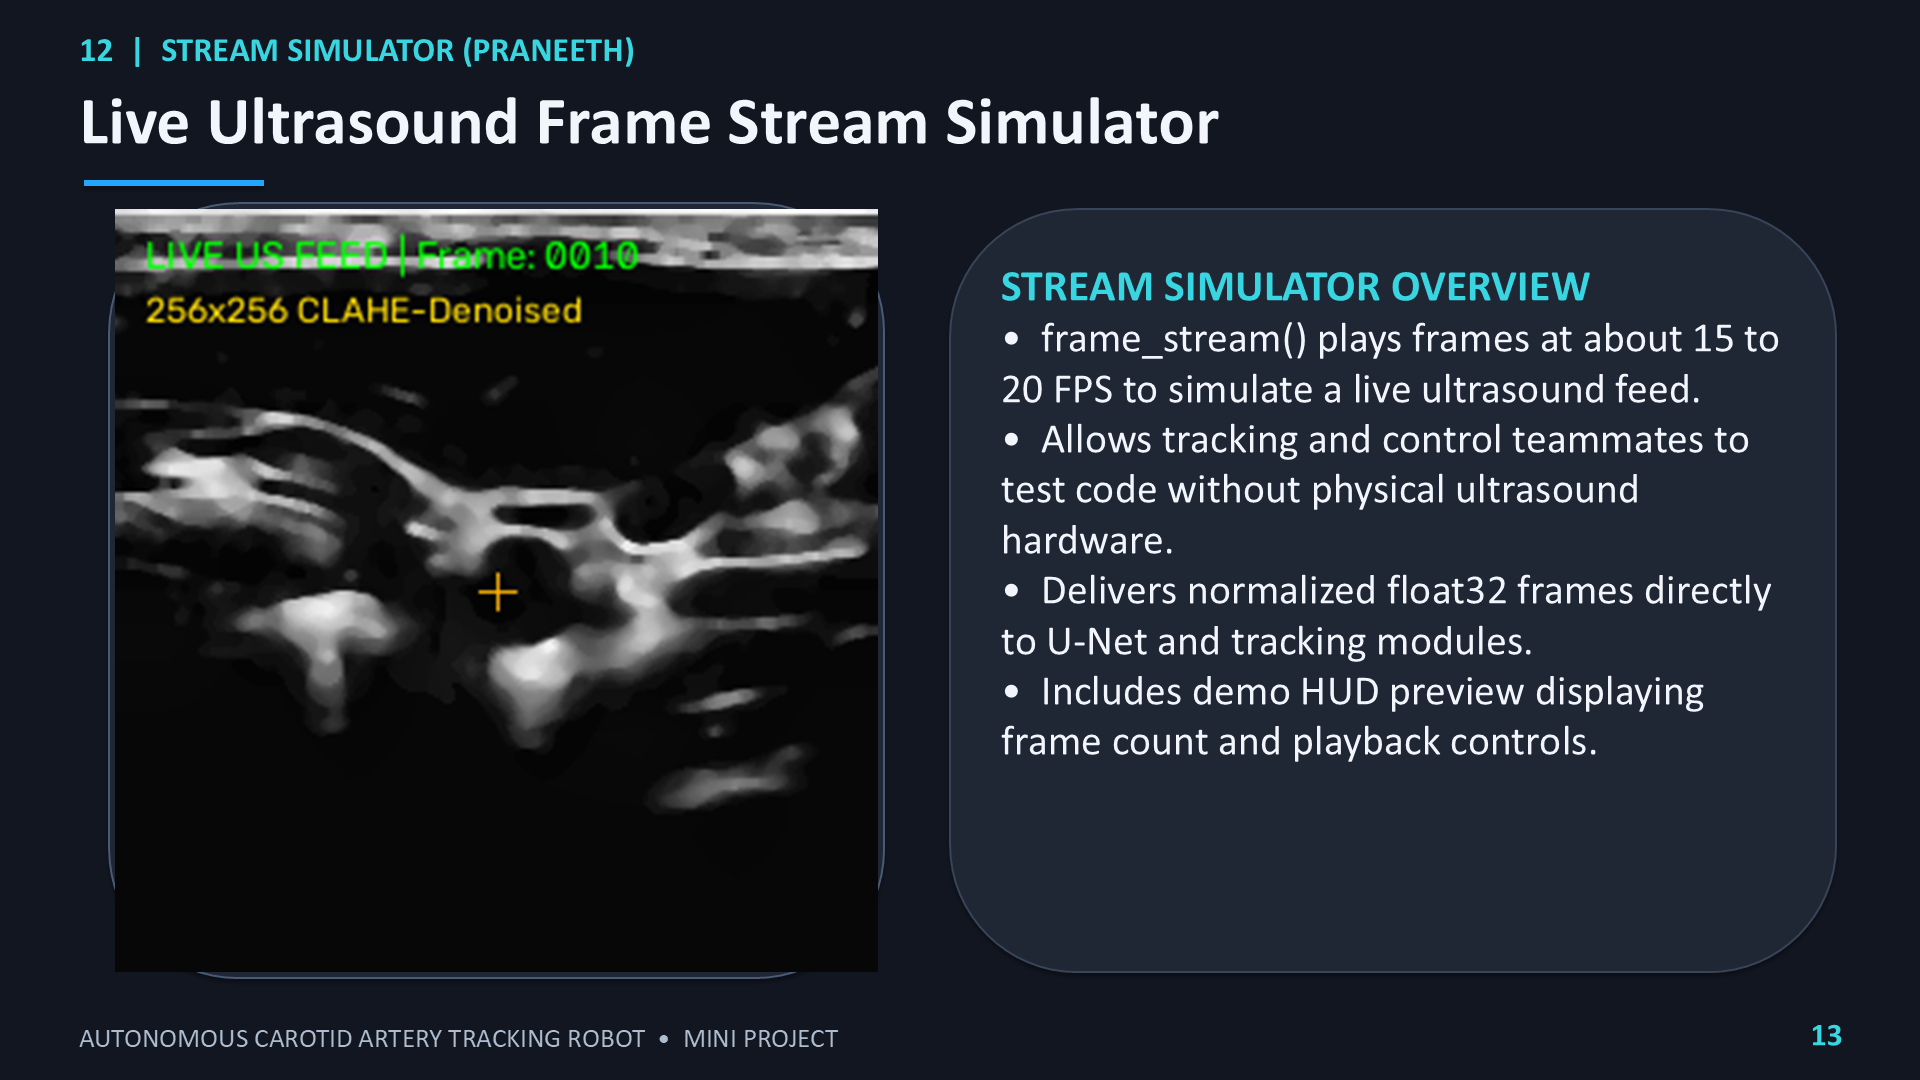 12 | STREAM SIMULATOR (PRANEETH)
Live Ultrasound Frame Stream Simulator
LIVE US FEED | Frame: 0010
256x256 CLAHE-Denoised
STREAM SIMULATOR OVERVIEW
• frame_stream() plays frames at about 15 to
20 FPS to simulate a live ultrasound feed.
• Allows tracking and control teammates to
test code without physical ultrasound
hardware.
• Delivers normalized float32 frames directly
to U-Net and tracking modules.
• Includes demo HUD preview displaying
frame count and playback controls.
AUTONOMOUS CAROTID ARTERY TRACKING ROBOT • MINI PROJECT
13